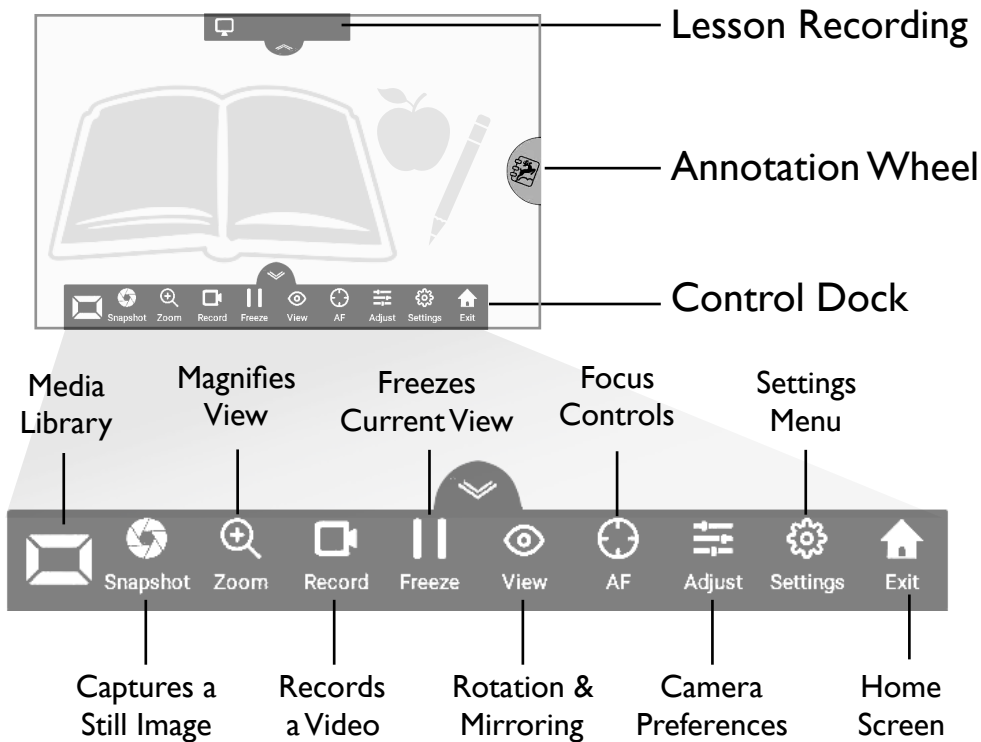 Lesson Recording
Annotation Wheel
Snapshot Zoom Record Freeze View AF Adjust Settings Exit
Control Dock
Media
Library
Magnifies
View
Freezes
Current View
Focus
Controls
Settings
Menu
Snapshot Zoom Record Freeze View AF Adjust Settings Exit
Captures a
Still Image
Records
a Video
Rotation &
Mirroring
Camera
Preferences
Home
Screen